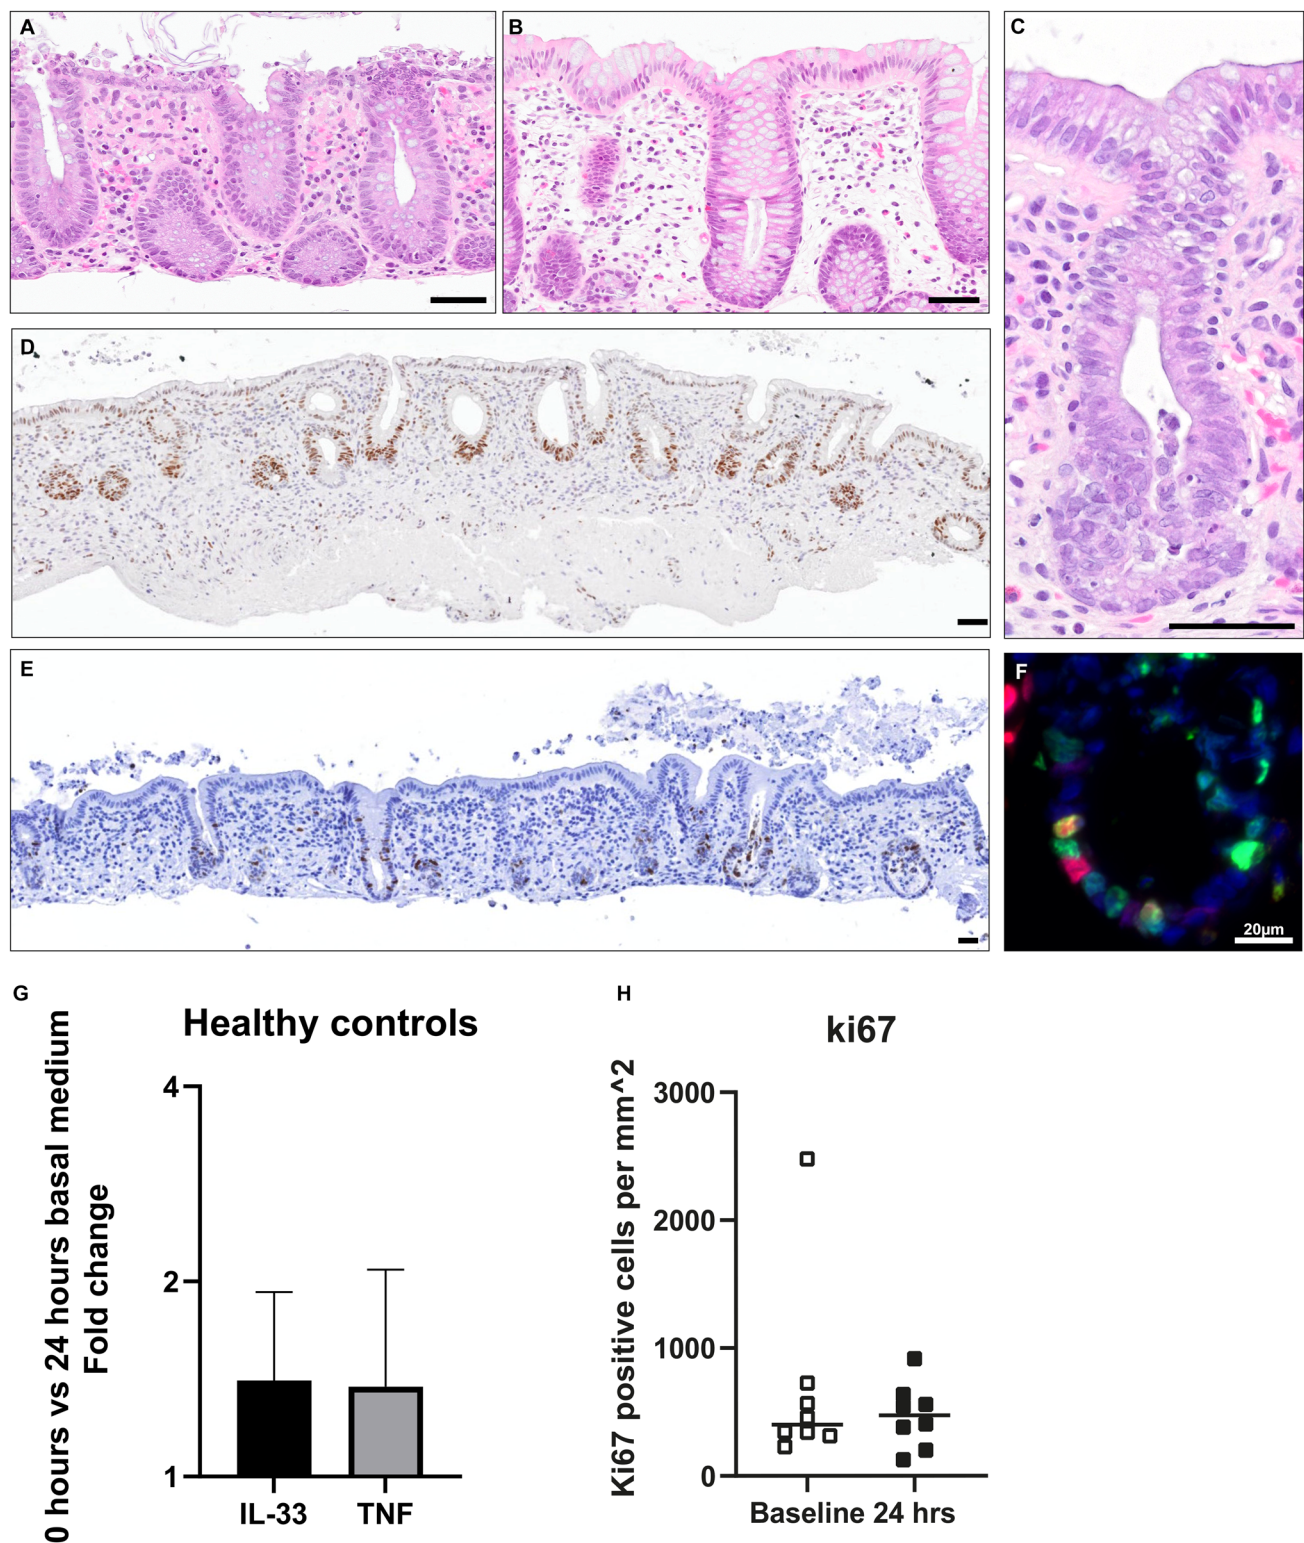 A
B
C
D
E
F
20µm
G
Healthy controls
0 hours vs 24 hours basal medium
Fold change
4
2
1
IL-33
TNF
H
ki67
Ki67 positive cells per mm^2
3000
2000
1000
0
Baseline 24 hrs